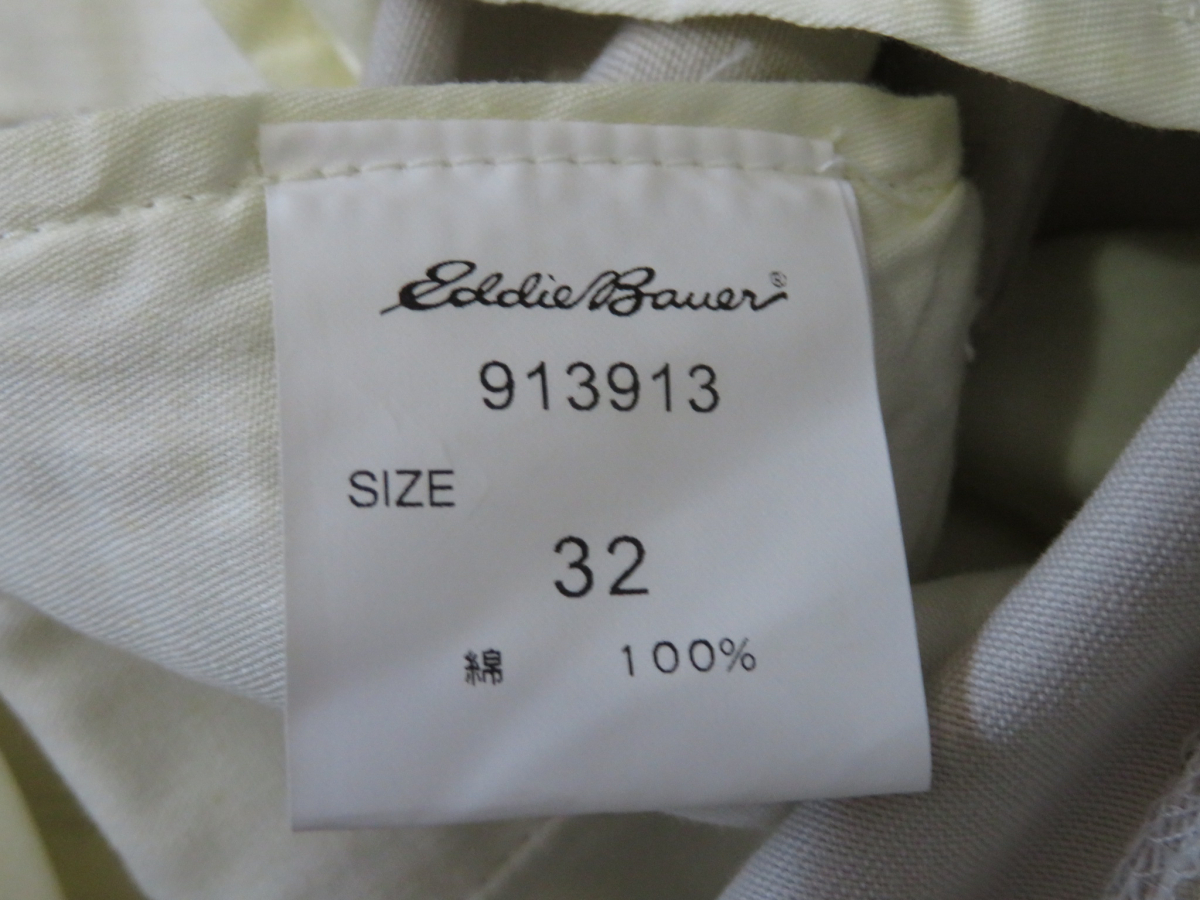 Eddie Bauer®
913913
SIZE
32
綿 100%